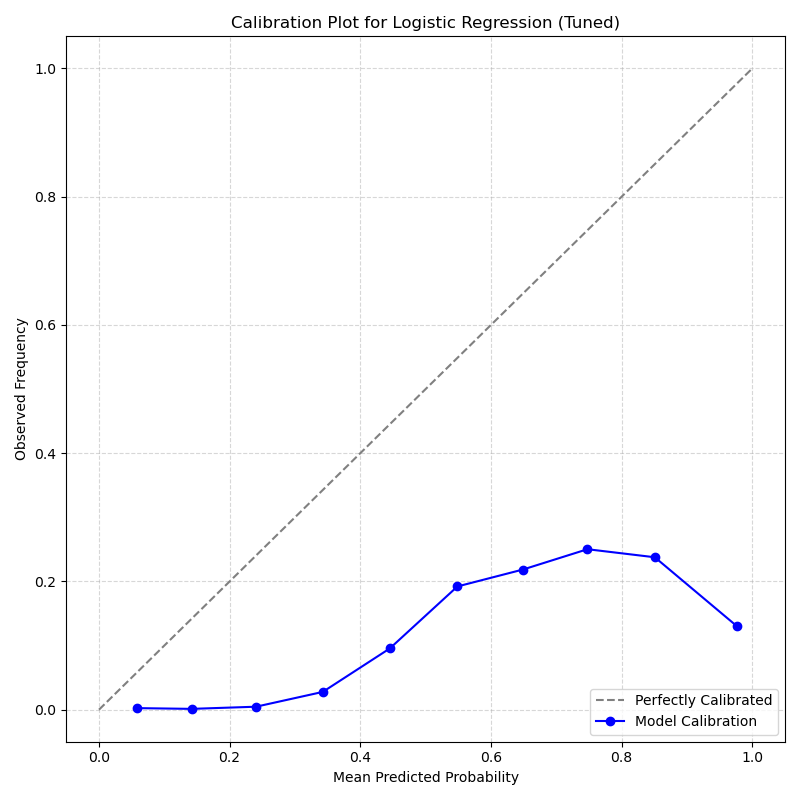 Calibration Plot for Logistic Regression (Tuned)
1.0
0.8
0.6
0.4
0.2
0.0
Observed Frequency
0.0 0.2 0.4 0.6 0.8 1.0
Mean Predicted Probability
Perfectly Calibrated
Model Calibration